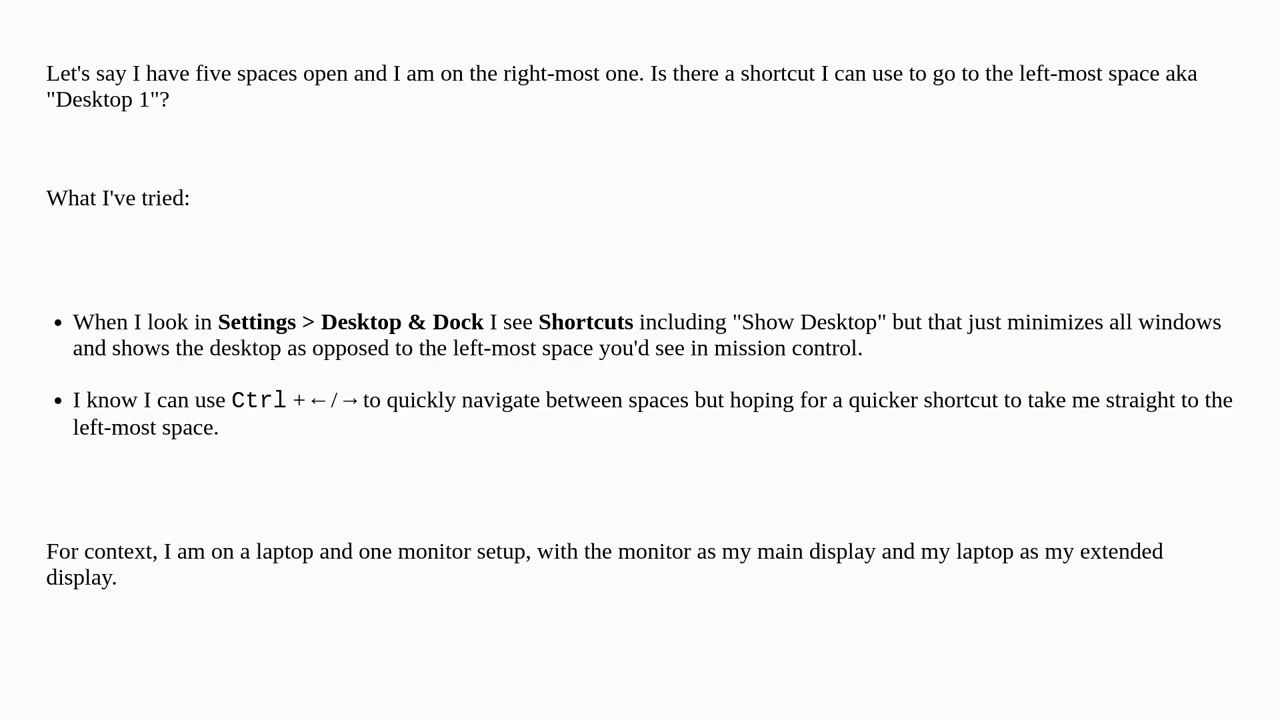 Let's say I have five spaces open and I am on the right-most one. Is there a shortcut I can use to go to the left-most space aka
"Desktop 1"?
What I've tried:
• When I look in Settings > Desktop & Dock I see Shortcuts including "Show Desktop" but that just minimizes all windows
and shows the desktop as opposed to the left-most space you'd see in mission control.
• I know I can use Ctrl +←/→to quickly navigate between spaces but hoping for a quicker shortcut to take me straight to the
left-most space.
For context, I am on a laptop and one monitor setup, with the monitor as my main display and my laptop as my extended
display.